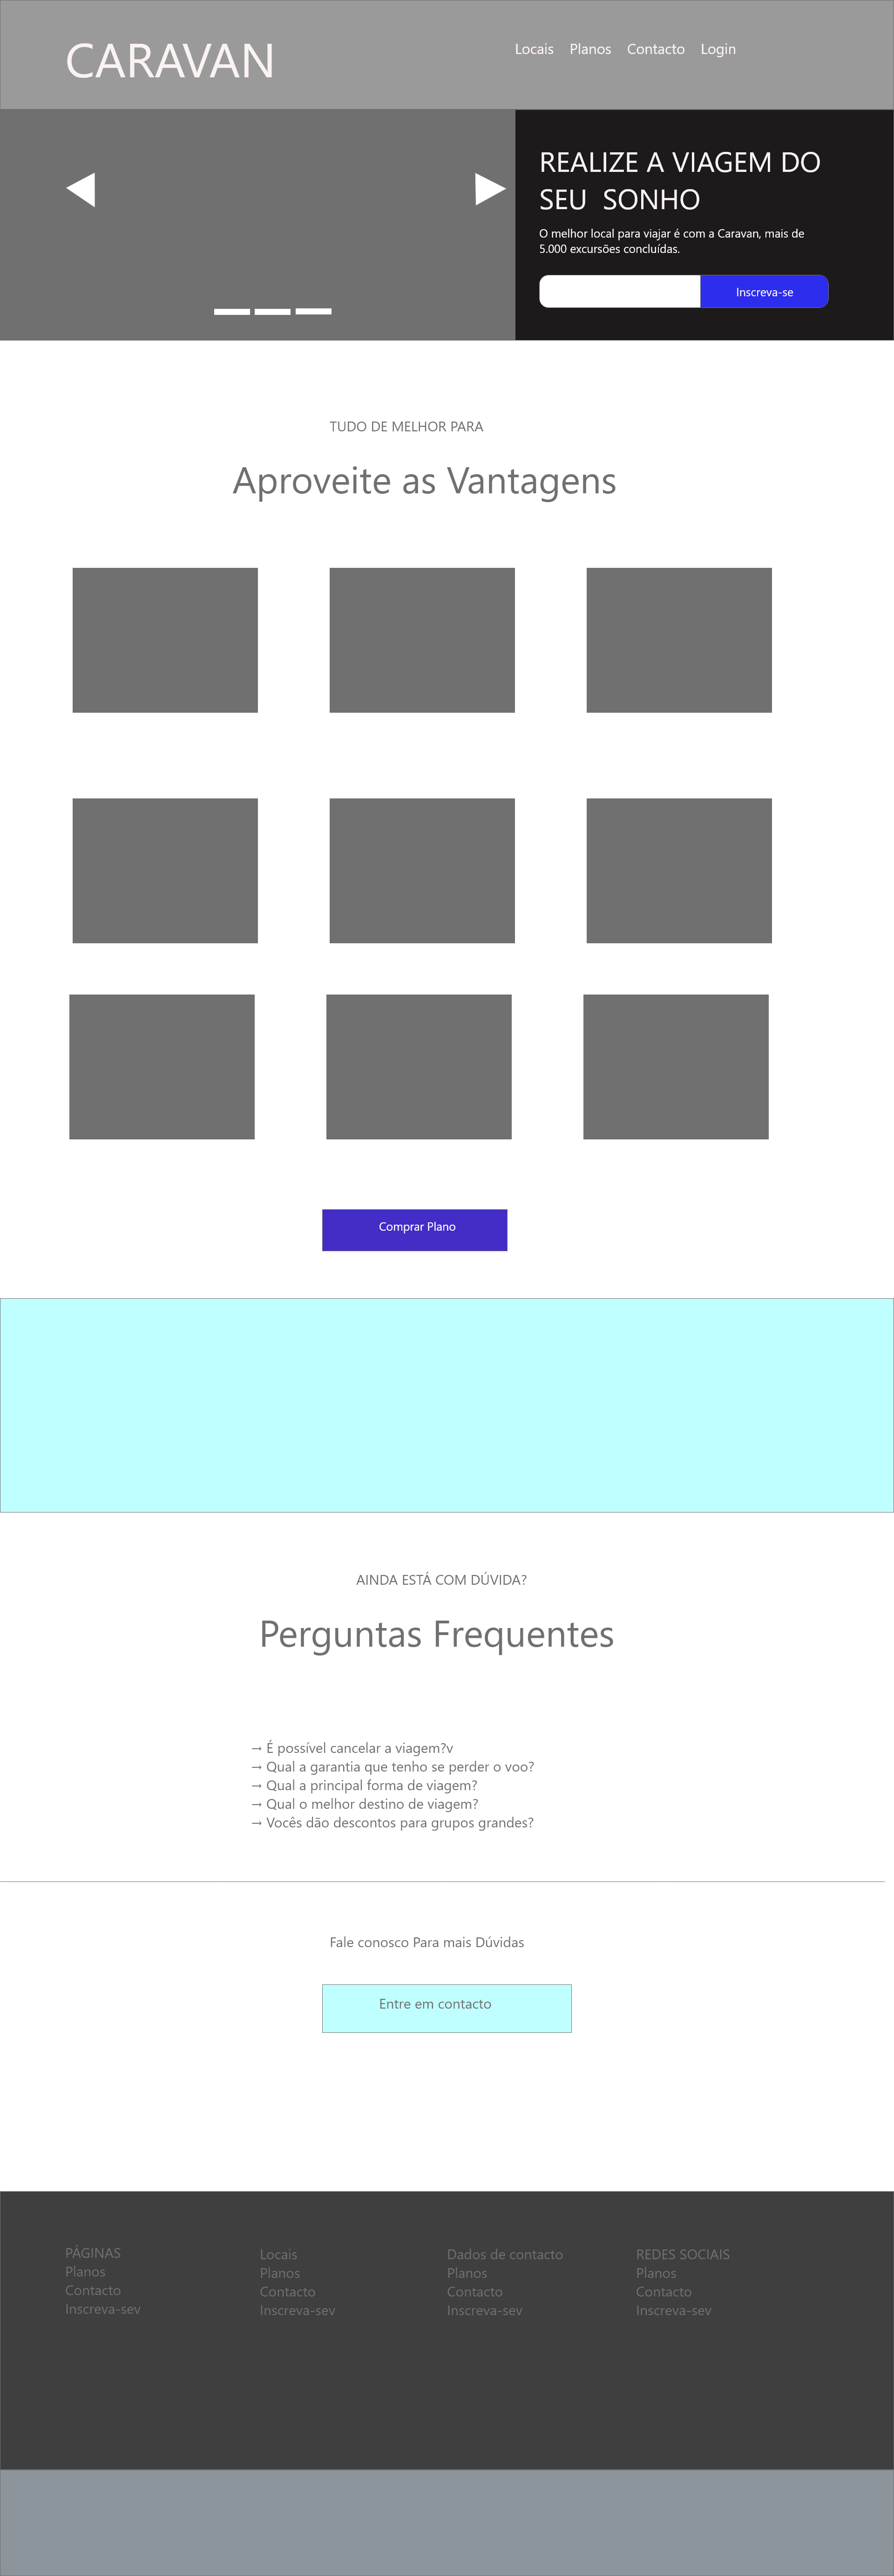 CARAVAN
Locais Planos Contacto Login
REALIZE A VIAGEM DO
SEU SONHO
O melhor local para viajar é com a Caravan, mais de
5.000 excursões concluídas.
Inscreva-se
TUDO DE MELHOR PARA
Aproveite as Vantagens
Comprar Plano
AINDA ESTÁ COM DÚVIDA?
Perguntas Frequentes
→ É possível cancelar a viagem?v
→ Qual a garantia que tenho se perder o voo?
→ Qual a principal forma de viagem?
→ Qual o melhor destino de viagem?
→ Vocês dão descontos para grupos grandes?
Fale conosco Para mais Dúvidas
Entre em contacto
PÁGINAS
Planos
Contacto
Inscreva-sev
Locais
Planos
Contacto
Inscreva-sev
Dados de contacto
Planos
Contacto
Inscreva-sev
REDES SOCIAIS
Planos
Contacto
Inscreva-sev